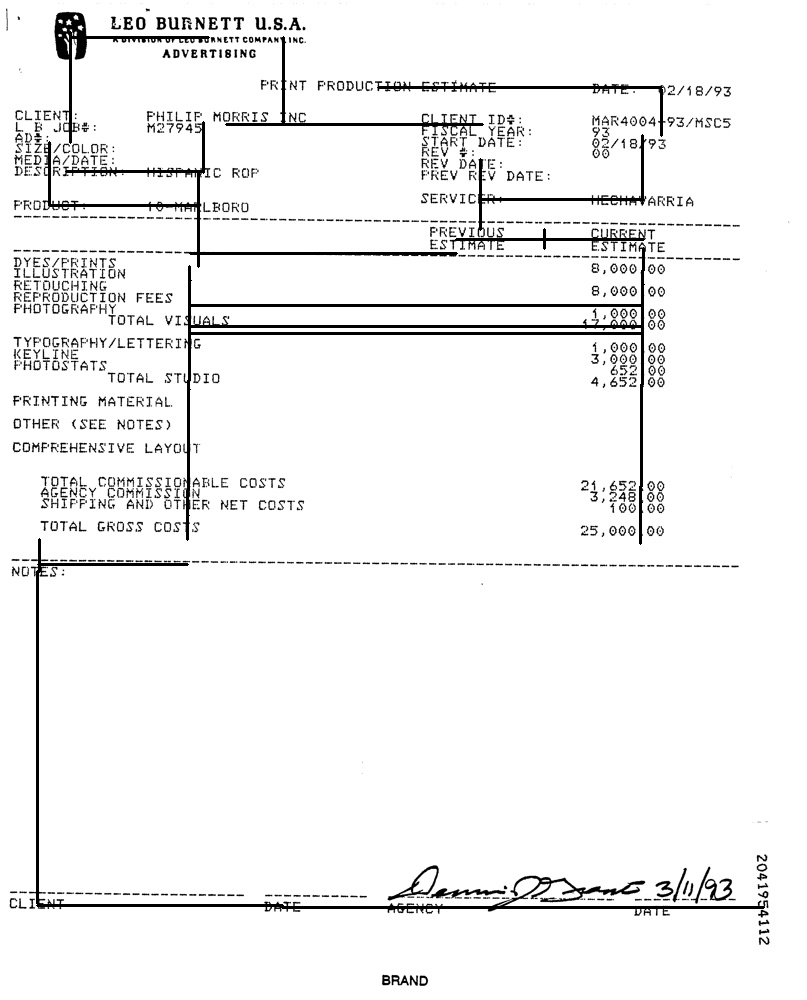 LEO BURNETT U.S.A.
A DIVISION OF LEO BURNETT COMPANY, INC.
ADVERTISING
PRINT PRODUCTION ESTIMATE DATE: 02/18/93
CLIENT: PHILIP MORRIS INC CLIENT ID#: MAR4004-93/MSC5
L B JOB#: M27945 FISCAL YEAR: 93
AD#: START DATE: 02/18/93
SIZE/COLOR: REV #: 00
MEDIA/DATE: REV DATE:
DESCRIPTION: HISPANIC ROP PREV REV DATE:
PRODUCT: 10-MARLBORO SERVICER: HECHAVARRIA
PREVIOUS CURRENT
ESTIMATE ESTIMATE
DYES/PRINTS
ILLUSTRATION 8,000.00
RETOUCHING
REPRODUCTION FEES 8,000.00
PHOTOGRAPHY 1,000.00
TOTAL VISUALS 17,000.00
TYPOGRAPHY/LETTERING 1,000.00
KEYLINE 3,000.00
PHOTOSTATS 652.00
TOTAL STUDIO 4,652.00
PRINTING MATERIAL
OTHER (SEE NOTES)
COMPREHENSIVE LAYOUT
TOTAL COMMISSIONABLE COSTS 21,652.00
AGENCY COMMISSION 3,248.00
SHIPPING AND OTHER NET COSTS 100.00
TOTAL GROSS COSTS 25,000.00
NOTES:
3/11/93
CLIENT DATE AGENCY DATE
2041954112
BRAND